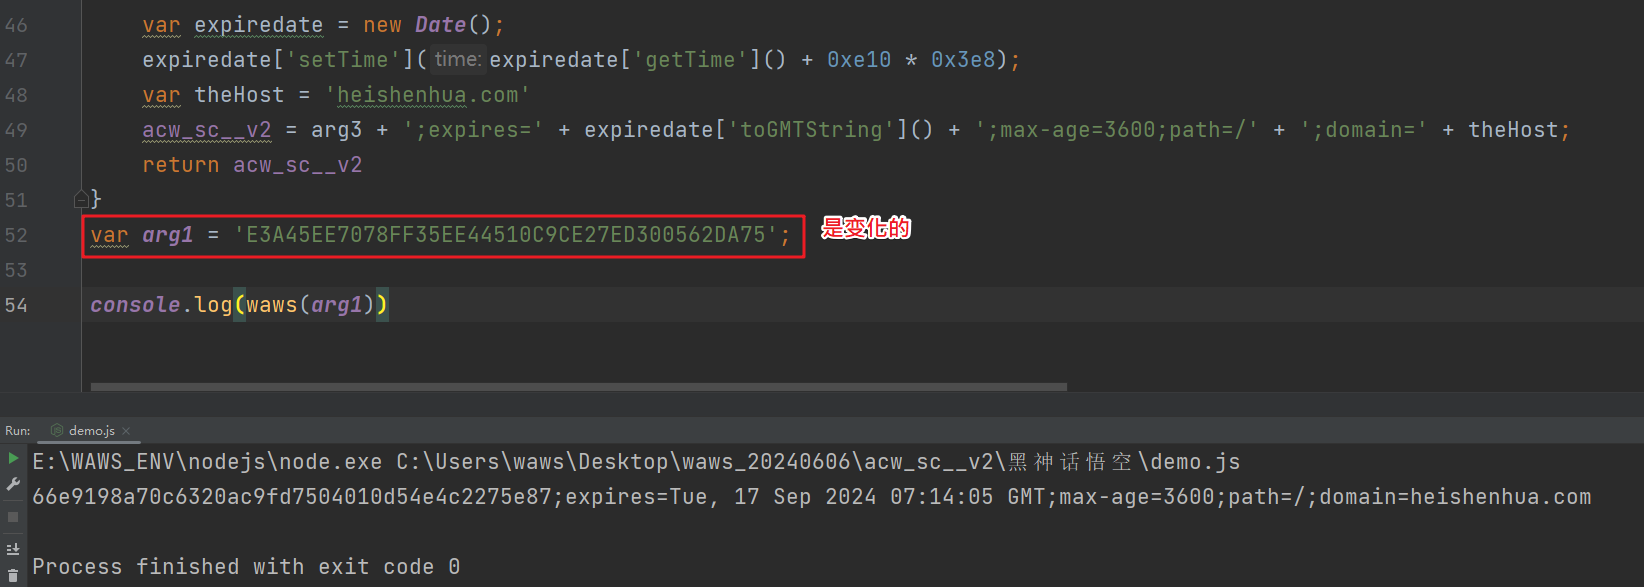 46 var expiredate = new Date();
47 expiredate['setTime']( time: expiredate['getTime']() + 0xe10 * 0x3e8);
48 var theHost = 'heishenhua.com'
49 acw_sc__v2 = arg3 + ';expires=' + expiredate['toGMTString']() + ';max-age=3600;path=/' + ';domain=' + theHost;
50 return acw_sc__v2
51 }
52 var arg1 = 'E3A45EE7078FF35EE44510C9CE27ED300562DA75'; 是变化的
53
54 console.log(waws(arg1))
Run: demo.js ×
E:\WAWS_ENV\nodejs\node.exe C:\Users\waws\Desktop\waws_20240606\acw_sc__v2\黑神话悟空\demo.js
66e9198a70c6320ac9fd7504010d54e4c2275e87;expires=Tue, 17 Sep 2024 07:14:05 GMT;max-age=3600;path=/;domain=heishenhua.com
Process finished with exit code 0